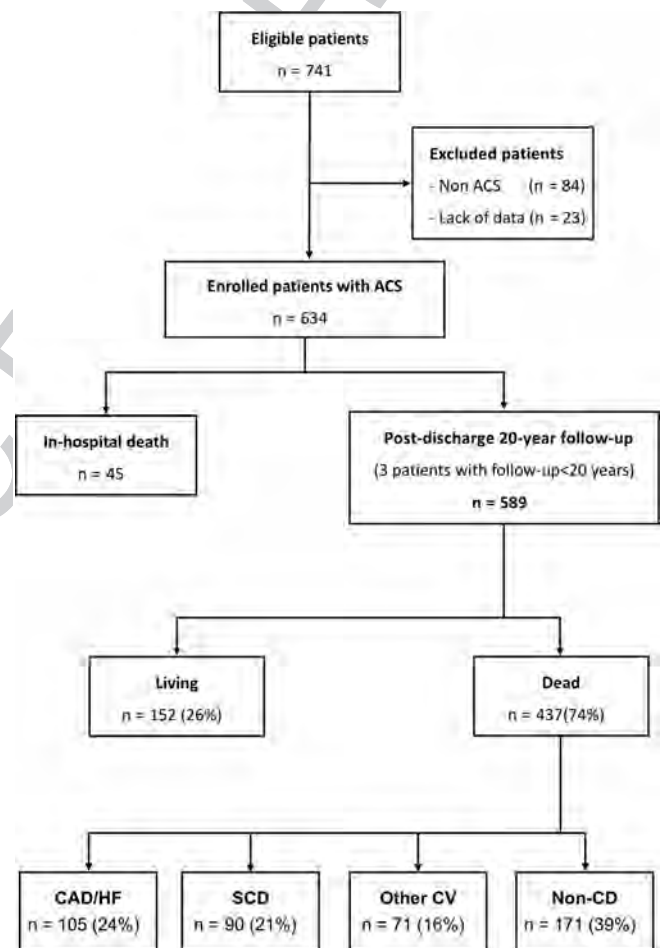 Eligible patients
n = 741
Excluded patients
- Non ACS (n = 84)
- Lack of data (n = 23)
Enrolled patients with ACS
n = 634
In-hospital death
n = 45
Post-discharge 20-year follow-up
(3 patients with follow-up<20 years)
n = 589
Living
n = 152 (26%)
Dead
n = 437(74%)
CAD/HF
n = 105 (24%)
SCD
n = 90 (21%)
Other CV
n = 71 (16%)
Non-CD
n = 171 (39%)